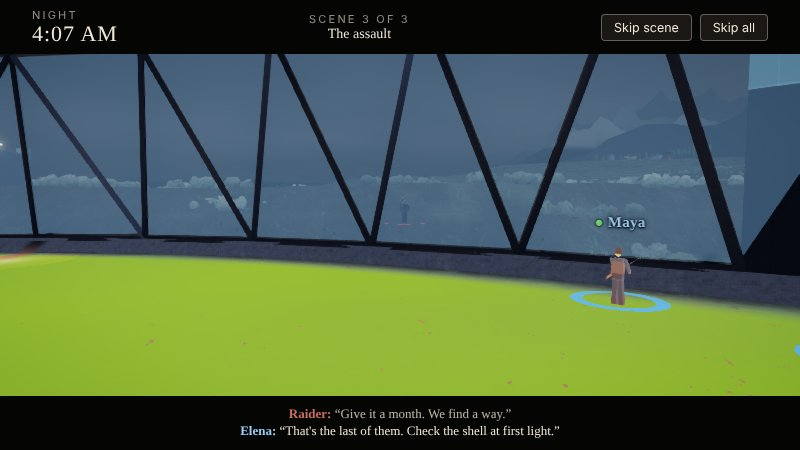 NIGHT
4:07 AM
SCENE 3 OF 3
The assault
Skip scene
Skip all
Maya
Raider: “Give it a month. We find a way.”
Elena: “That's the last of them. Check the shell at first light.”